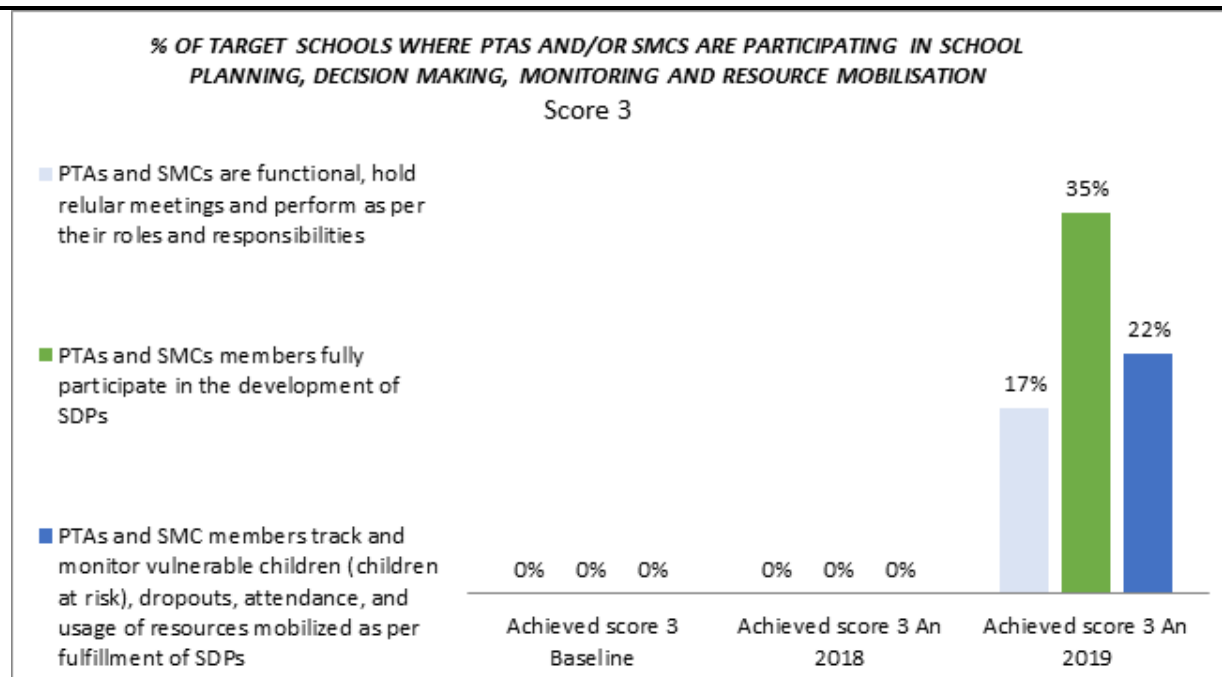 % OF TARGET SCHOOLS WHERE PTAS AND/OR SMCS ARE PARTICIPATING IN SCHOOL
PLANNING, DECISION MAKING, MONITORING AND RESOURCE MOBILISATION
Score 3
PTAs and SMCs are functional, hold
relular meetings and perform as per
their roles and responsibilities
PTAs and SMCs members fully
participate in the development of
SDPs
PTAs and SMC members track and
monitor vulnerable children (children
at risk), dropouts, attendance, and
usage of resources mobilized as per
fulfillment of SDPs
0% 0% 0%
0% 0% 0%
17%
35%
22%
Achieved score 3
Baseline
Achieved score 3 An
2018
Achieved score 3 An
2019